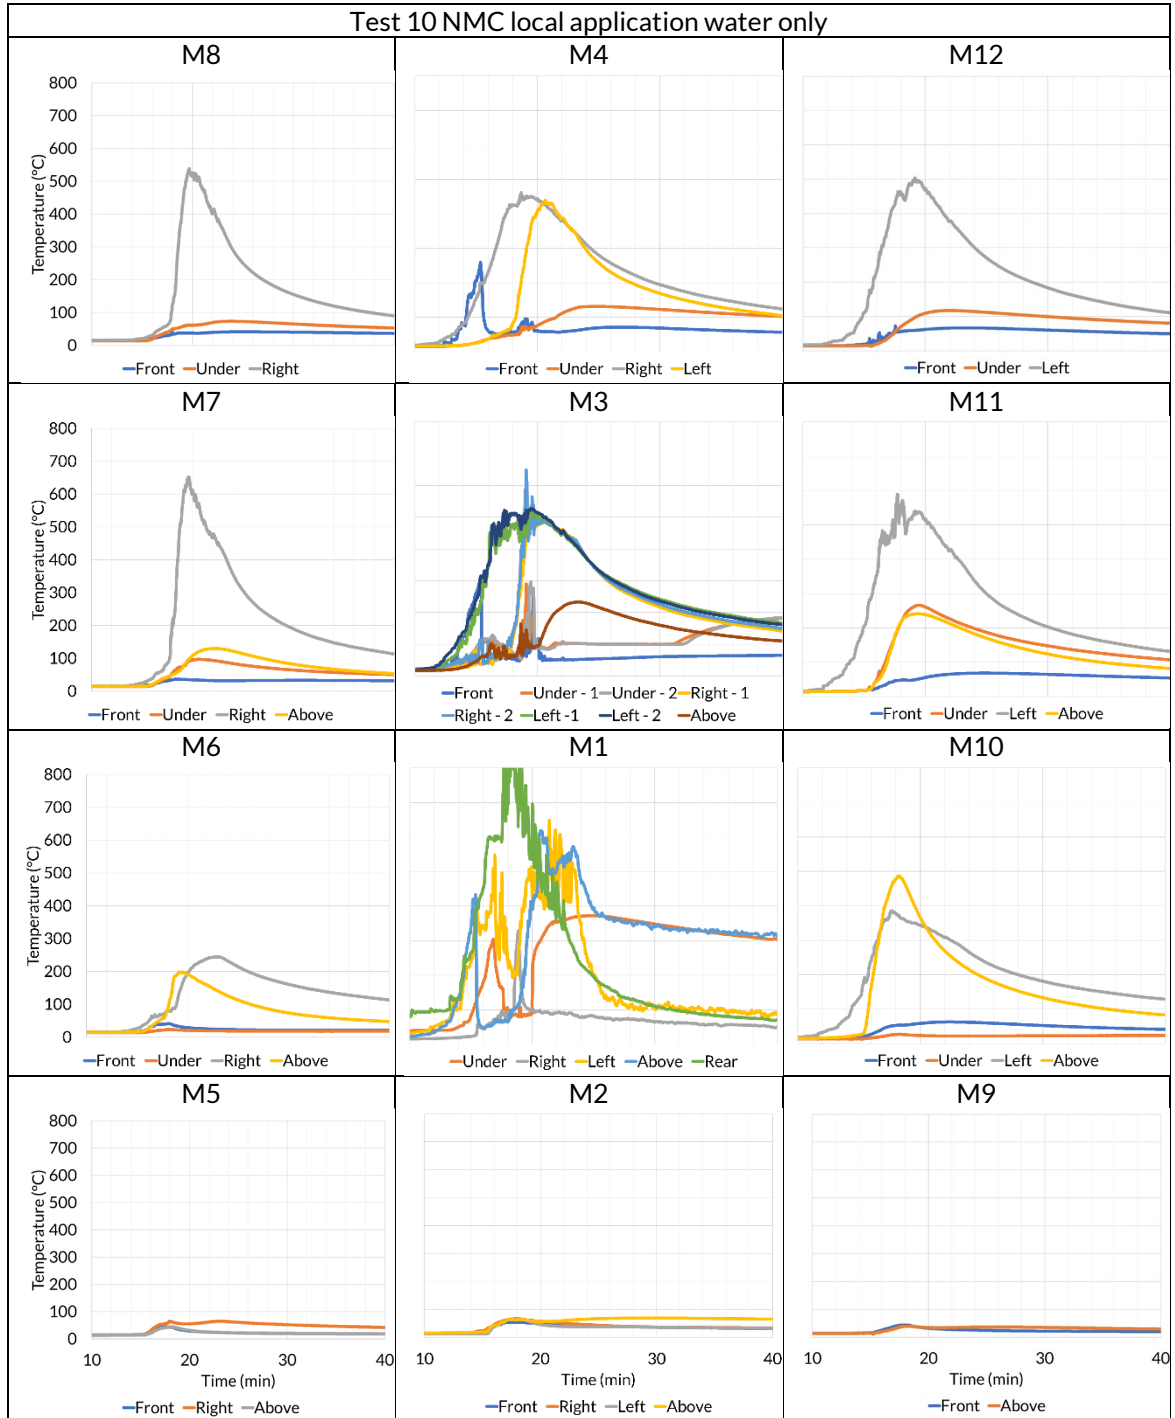 Test 10 NMC local application water only
M8 M4 M12
800
700
600
500
400
300
200
100
0
Temperature (°C)
Front Under Right
Front Under Right Left
Front Under Left
M7 M3 M11
800
700
600
500
400
300
200
100
0
Temperature (°C)
Front Under Right Above
Front Under - 1 Under - 2 Right - 1
Right - 2 Left -1 Left - 2 Above
Front Under Left Above
M6 M1 M10
800
700
600
500
400
300
200
100
0
Temperature (°C)
Front Under Right Above
Under Right Left Above Rear
Front Under Left Above
M5 M2 M9
800
700
600
500
400
300
200
100
0
Temperature (°C)
10 20 30 40
Time (min)
Front Right Above
10 20 30 40
Time (min)
Front Right Left Above
10 20 30 40
Time (min)
Front Above